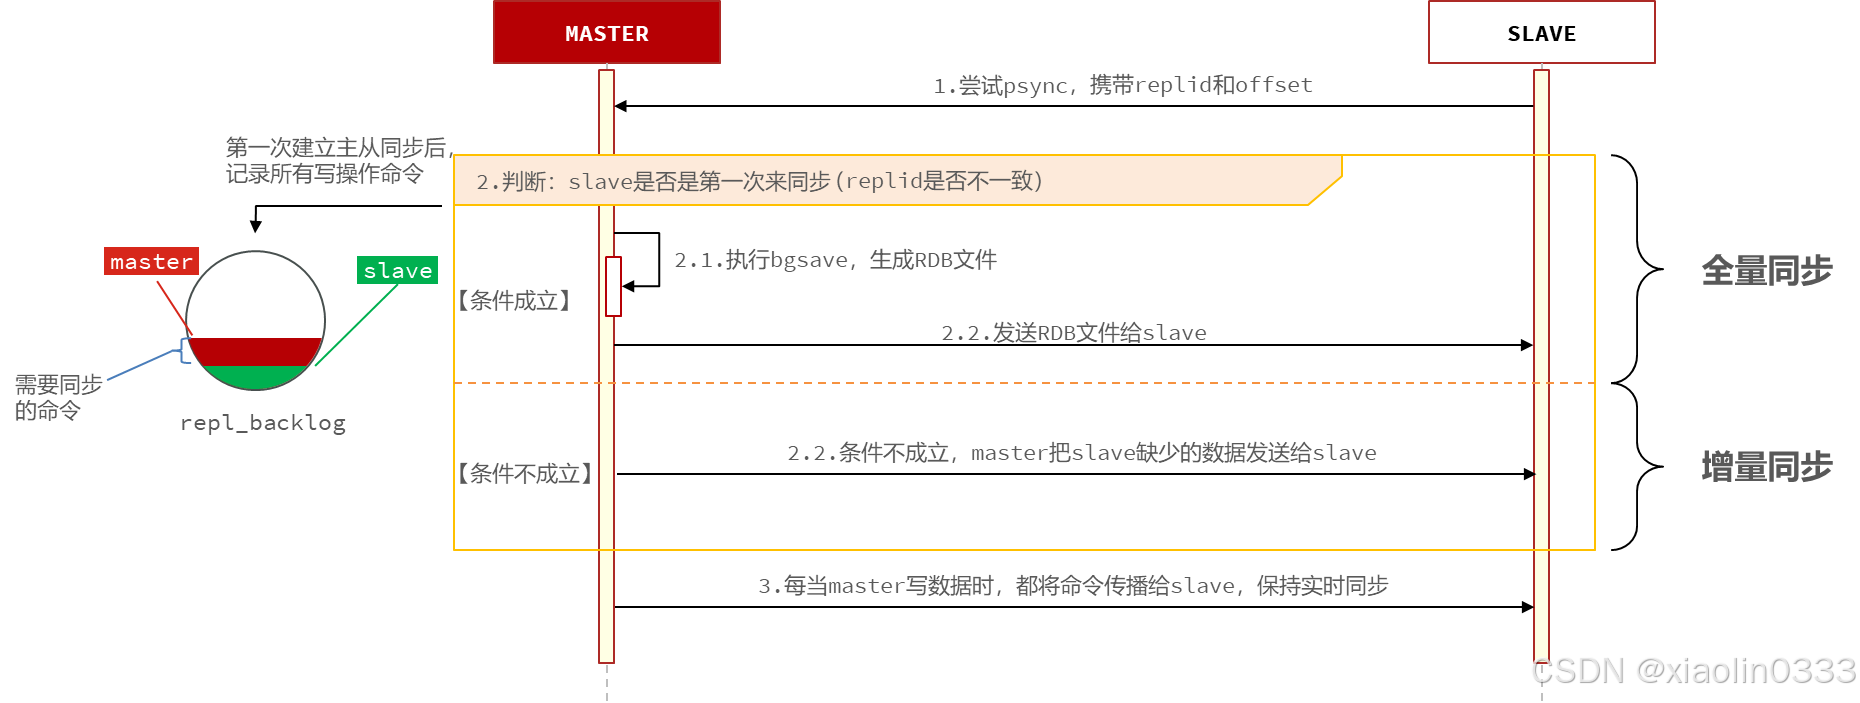 MASTER
SLAVE
1.尝试psync，携带replid和offset
第一次建立主从同步后，
记录所有写操作命令
2.判断：slave是否是第一次来同步(replid是否不一致)
master
slave
2.1.执行bgsave，生成RDB文件
【条件成立】
全量同步
2.2.发送RDB文件给slave
需要同步
的命令
repl_backlog
2.2.条件不成立，master把slave缺少的数据发送给slave
【条件不成立】
增量同步
3.每当master写数据时，都将命令传播给slave，保持实时同步
CSDN @xiaolin0333